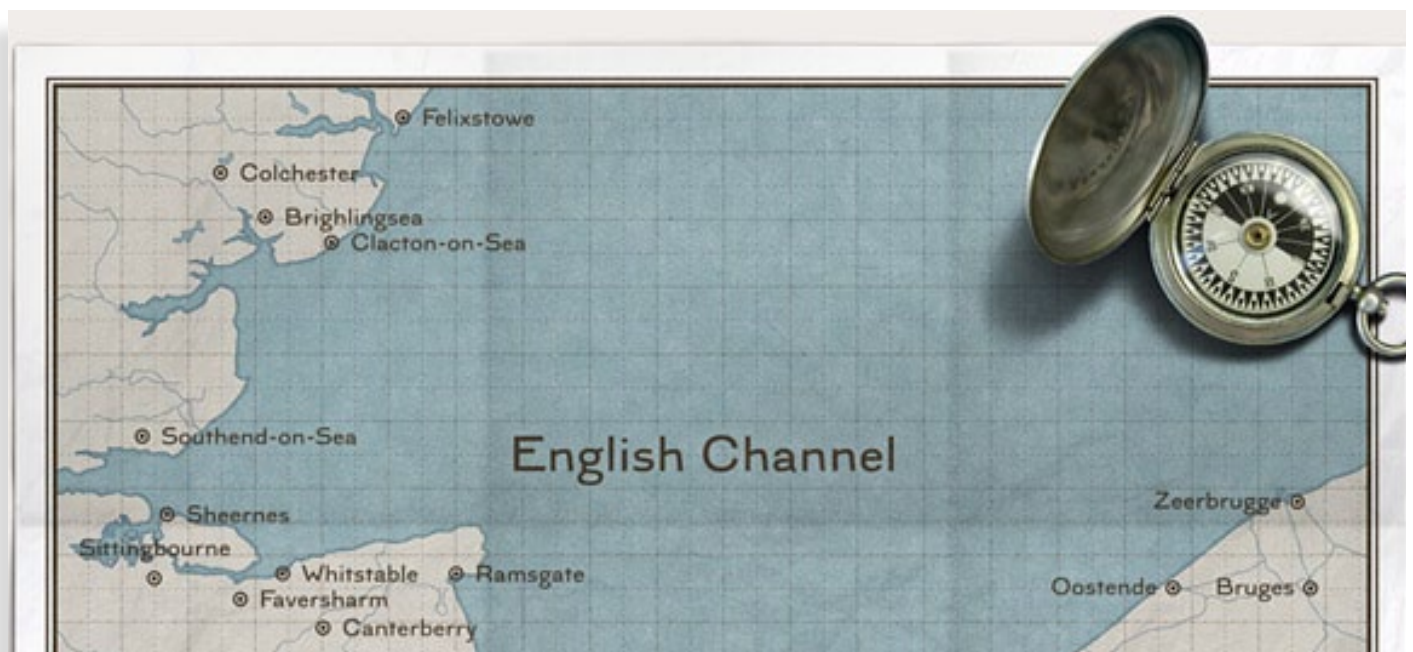 Felixstowe
Colchester
Brighlingsea
Clacton-on-Sea
Southend-on-Sea
English Channel
Zeerbrugge
Sheernes
Sittingbourne
Whitstable
Ramsgate
Oostende
Bruges
Faversharm
Canterberry